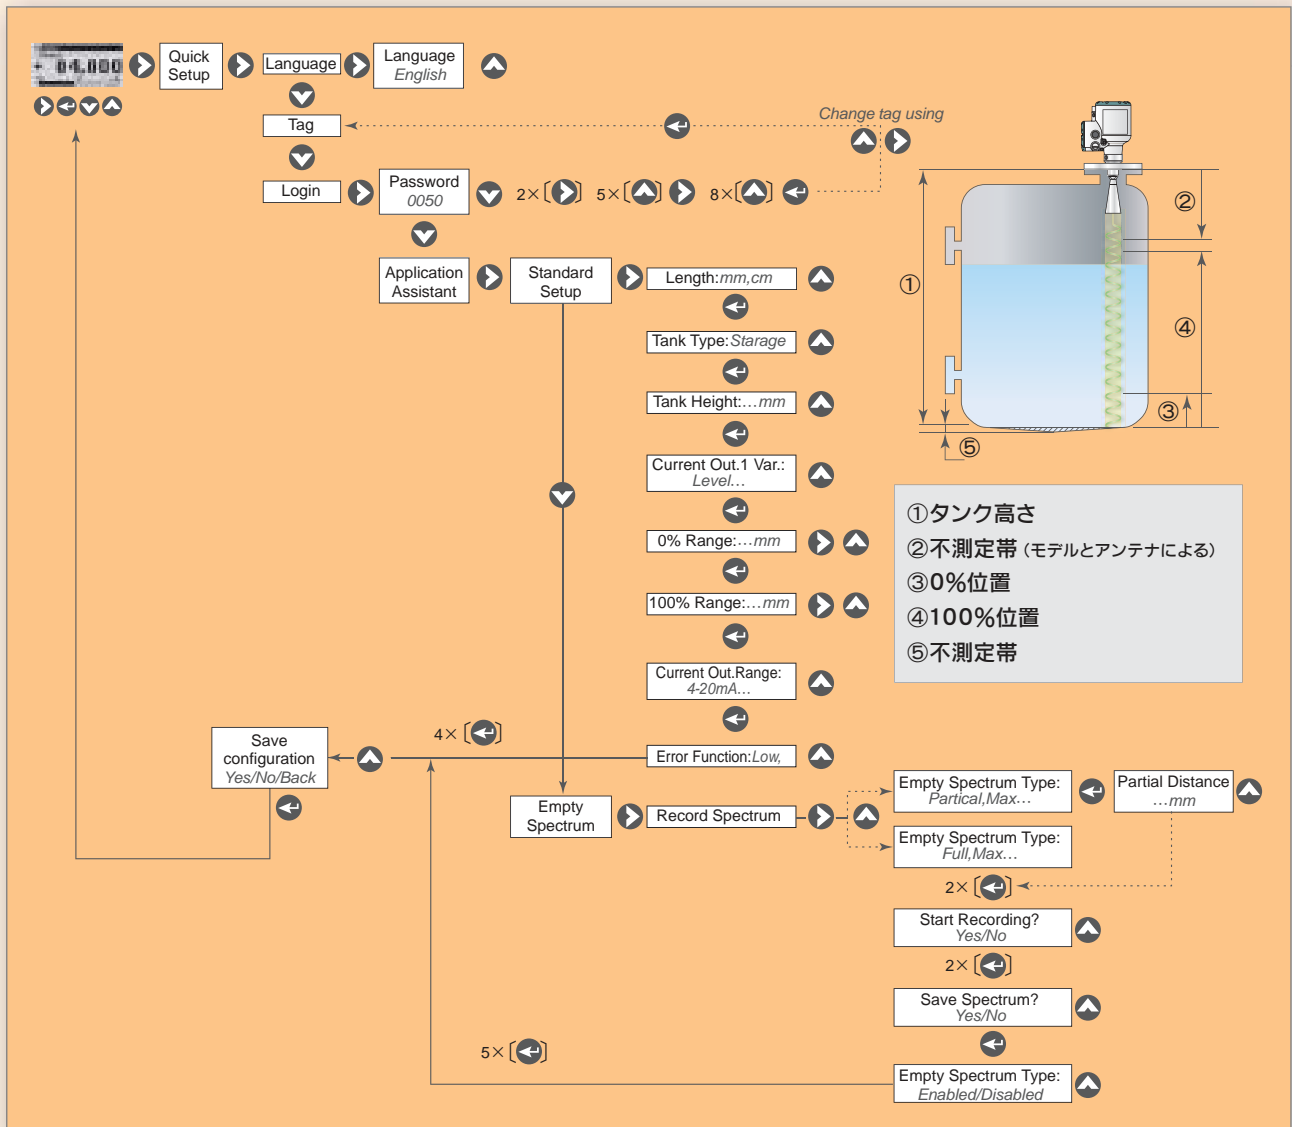 04.000
Quick
Setup
Language
Language
English
Tag
Change tag using
Login
Password
0050
2×[ ]
5×[ ]
8×[ ]
Application
Assistant
Standard
Setup
Length:mm,cm
Tank Type:Starage
Tank Height:...mm
Current Out.1 Var.:
Level...
0% Range:...mm
100% Range:...mm
Current Out.Range:
4-20mA...
Error Function:Low,
4×[ ]
Save
configuration
Yes/No/Back
Empty
Spectrum
Record Spectrum
Empty Spectrum Type:
Partical,Max...
Partial Distance
...mm
Empty Spectrum Type:
Full,Max...
2×[ ]
Start Recording?
Yes/No
2×[ ]
Save Spectrum?
Yes/No
5×[ ]
Empty Spectrum Type:
Enabled/Disabled
①
②
③
④
⑤
①タンク高さ
②不測定帯(モデルとアンテナによる)
③0%位置
④100%位置
⑤不測定帯